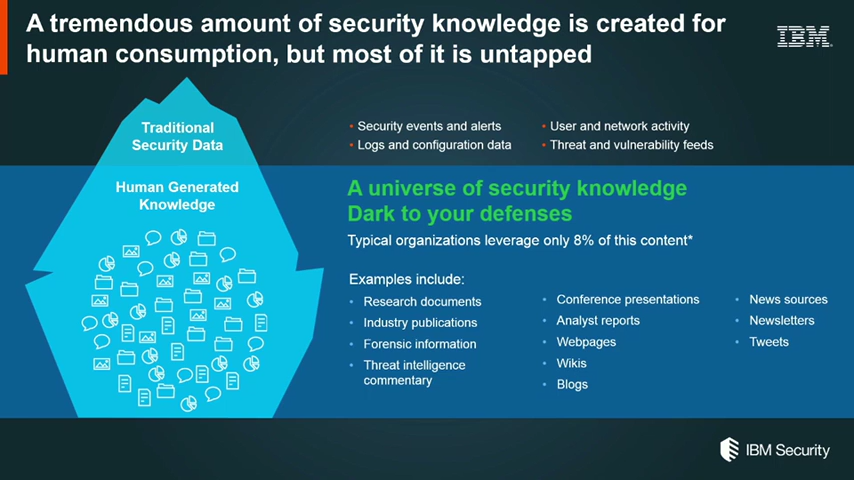 A tremendous amount of security knowledge is created for
human consumption, but most of it is untapped
IBM
Traditional
Security Data
• Security events and alerts
• Logs and configuration data
• User and network activity
• Threat and vulnerability feeds
Human Generated
Knowledge
A universe of security knowledge
Dark to your defenses
Typical organizations leverage only 8% of this content*
Examples include:
• Research documents
• Industry publications
• Forensic information
• Threat intelligence
commentary
• Conference presentations
• Analyst reports
• Webpages
• Wikis
• Blogs
• News sources
• Newsletters
• Tweets
IBM Security